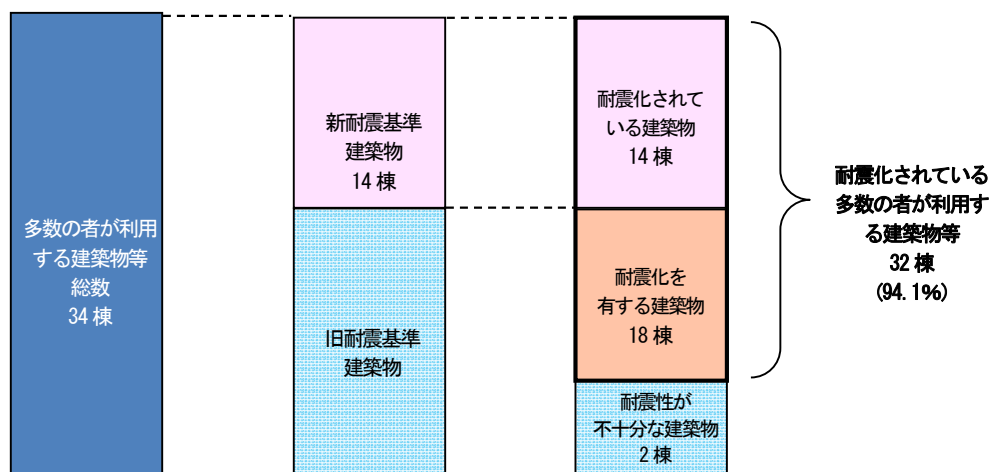 多数の者が利用
する建築物等
総数
34 棟
新耐震基準
建築物
14 棟
旧耐震基準
建築物
耐震化されて
いる建築物
14 棟
耐震化を
有する建築物
18 棟
耐震性が
不十分な建築物
2 棟
耐震化されている
多数の者が利用す
る建築物等
32 棟
(94.1%)